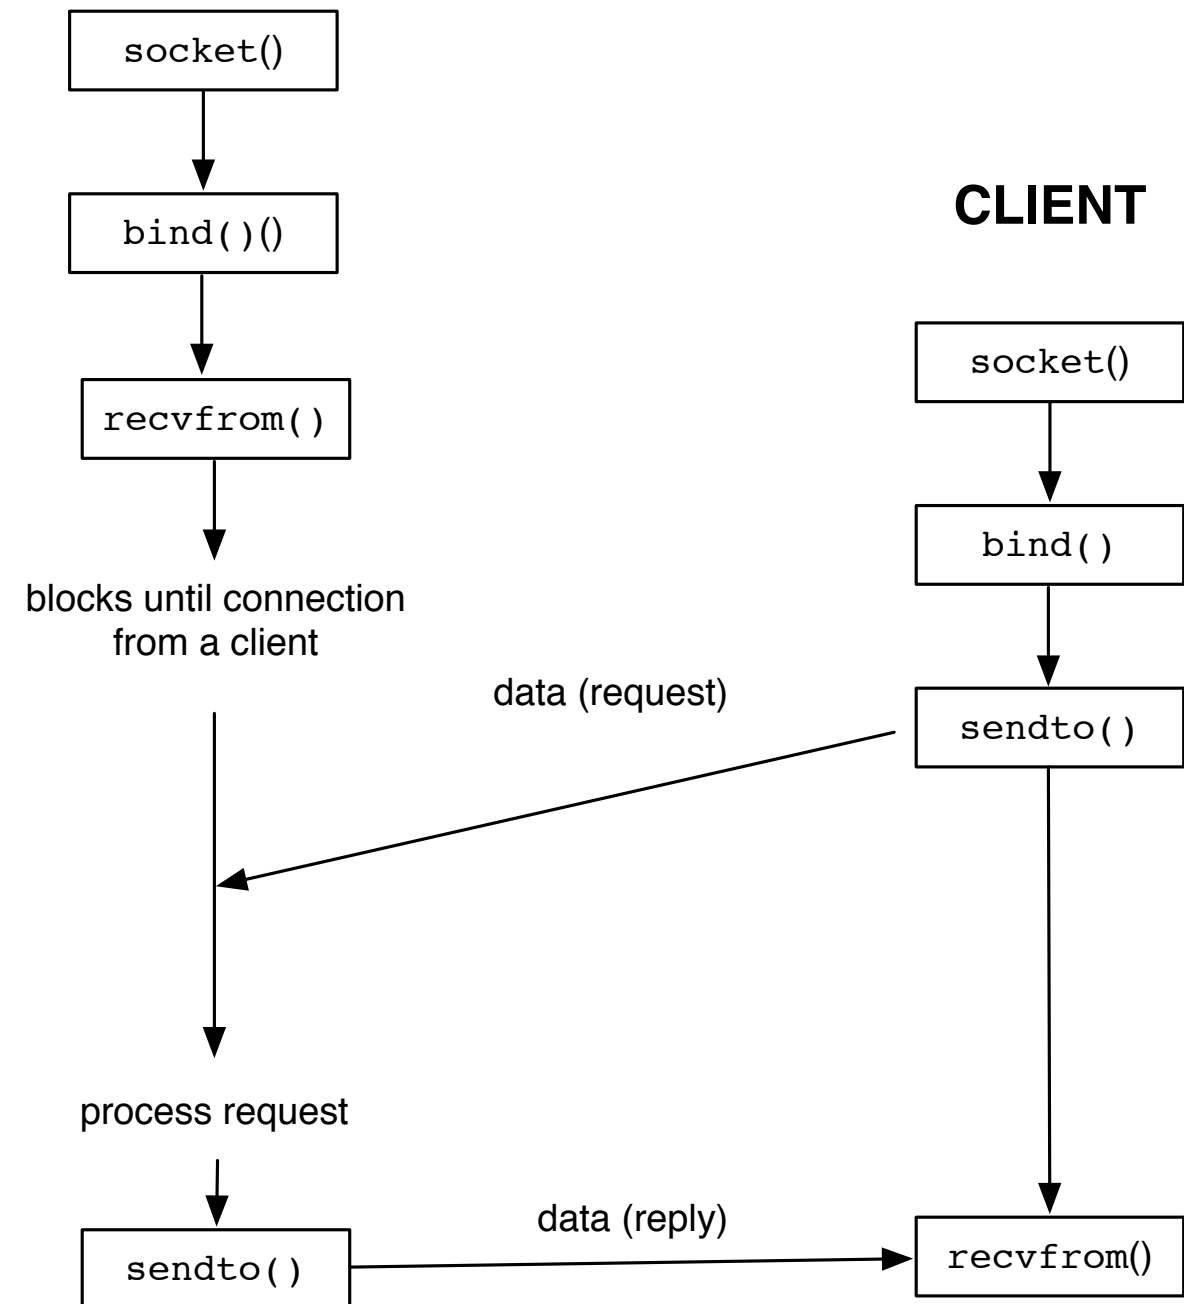 socket()
bind()()
recvfrom()
blocks until connection
from a client
process request
sendto()
data (request)
data (reply)
CLIENT
socket()
bind()
sendto()
recvfrom()